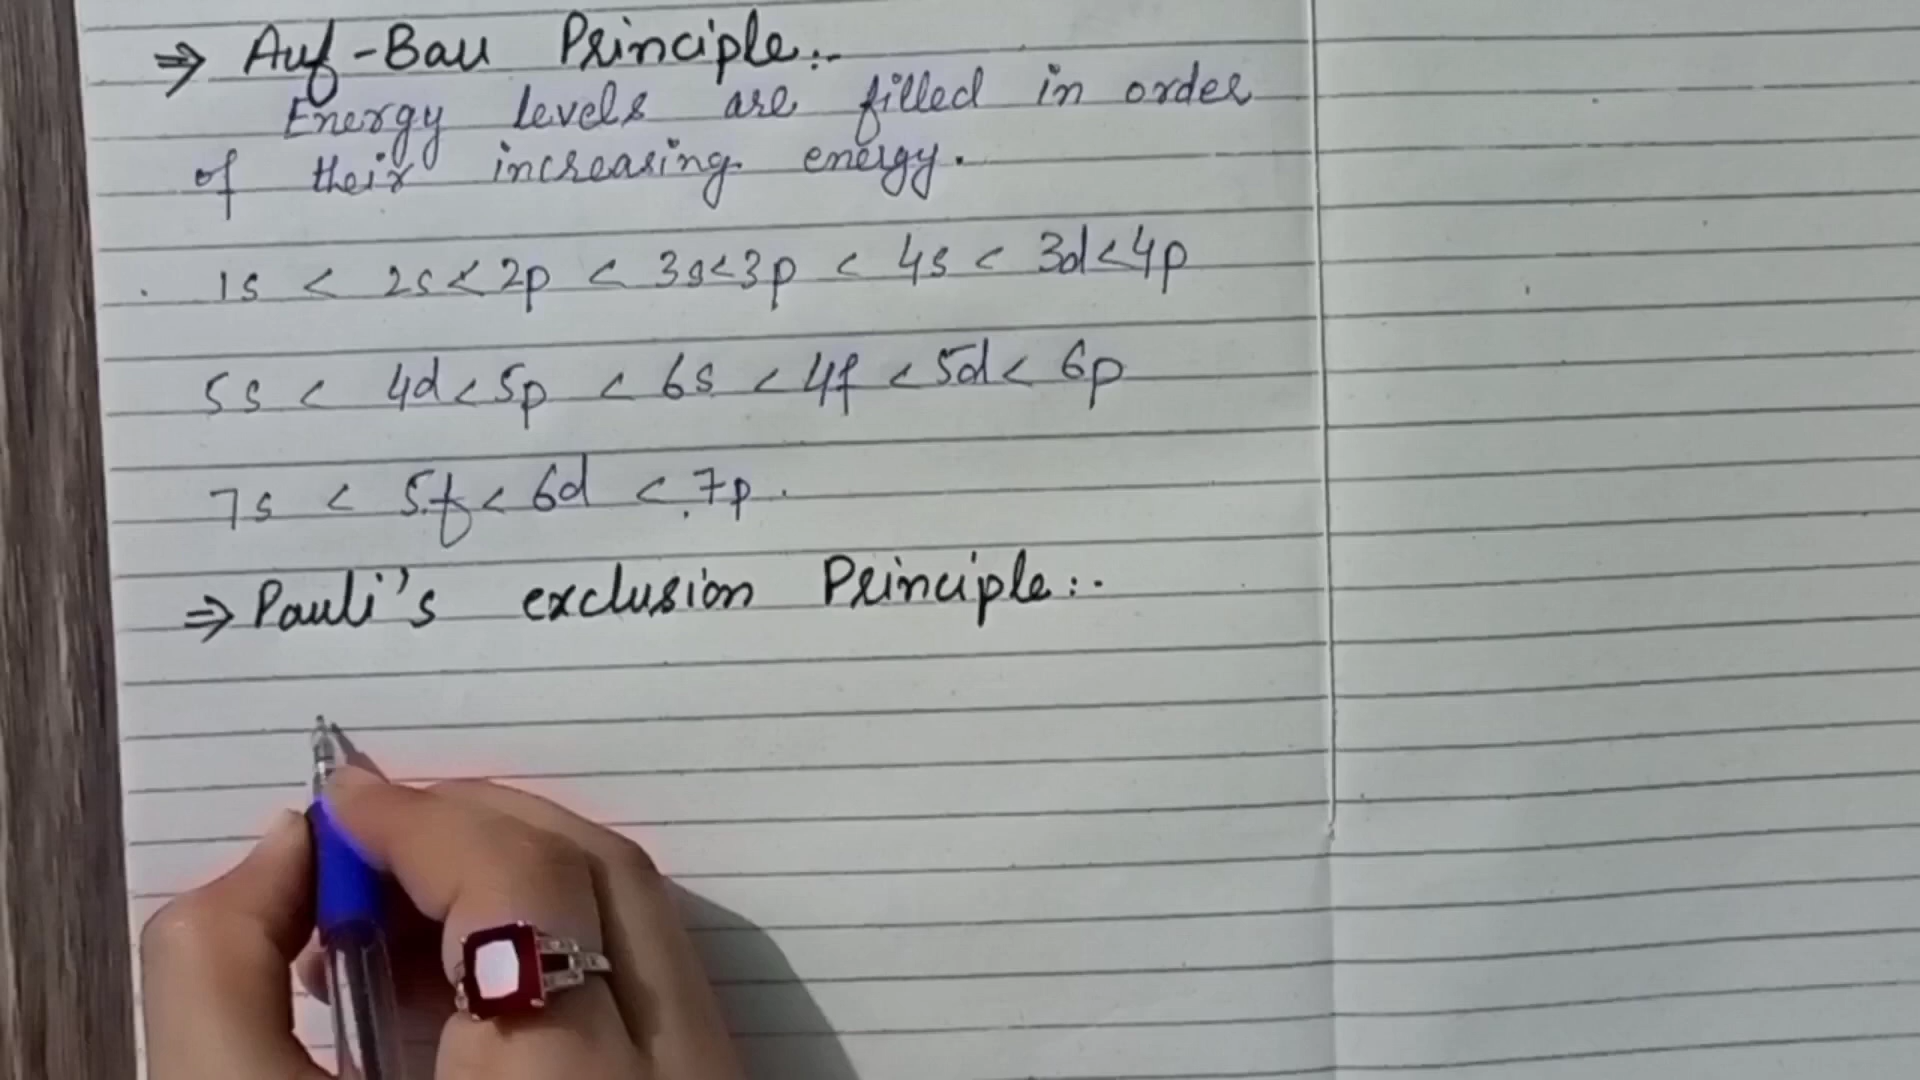 ⇒ Auf-Bau Principle:-
Energy levels are filled in order
of their increasing energy.
1s < 2s < 2p < 3s < 3p < 4s < 3d < 4p
5s < 4d < 5p < 6s < 4f < 5d < 6p
7s < 5f < 6d < 7p.
⇒ Pauli's exclusion Principle:-